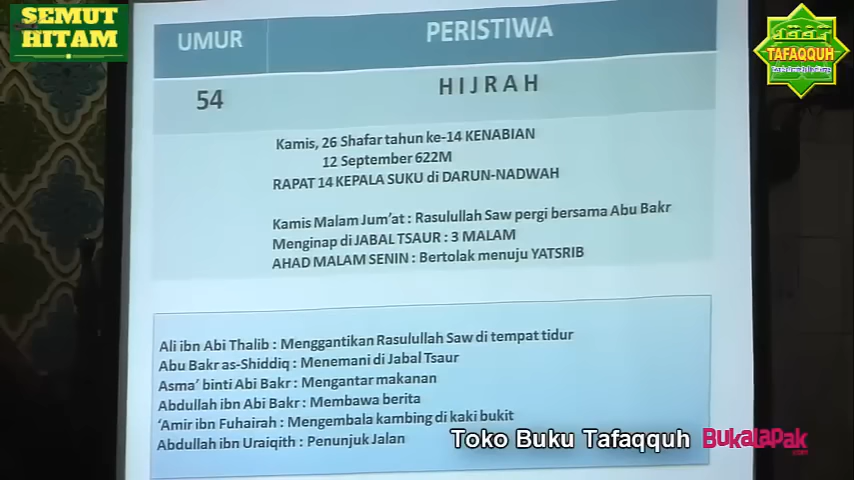 SEMUT
HITAM
TAFAQQUH
UMUR
PERISTIWA
54
HIJRAH
Kamis, 26 Shafar tahun ke-14 KENABIAN
12 September 622M
RAPAT 14 KEPALA SUKU di DARUN-NADWAH
Kamis Malam Jum'at : Rasulullah Saw pergi bersama Abu Bakr
Menginap di JABAL TSAUR : 3 MALAM
AHAD MALAM SENIN : Bertolak menuju YATSRIB
Ali ibn Abi Thalib : Menggantikan Rasulullah Saw di tempat tidur
Abu Bakr as-Shiddiq : Menemani di Jabal Tsaur
Asma' binti Abi Bakr : Mengantar makanan
Abdullah ibn Abi Bakr : Membawa berita
'Amir ibn Fuhairah : Mengembala kambing di kaki bukit
Abdullah ibn Uraiqith : Penunjuk Jalan
Toko Buku Tafaqquh
BukaLaPak